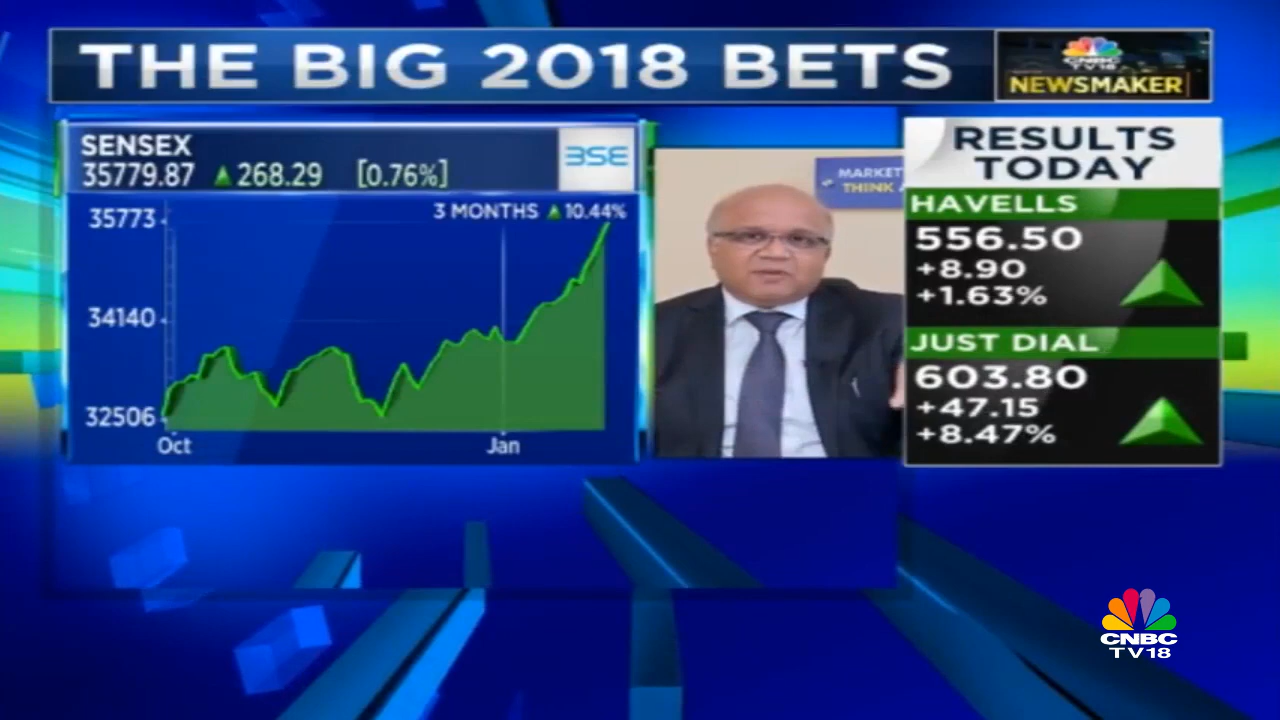 THE BIG 2018 BETS
CNBC
TV18
NEWSMAKER
SENSEX
35779.87 ▲ 268.29 [0.76%]
3 MONTHS ▲ 10.44%
35773
34140
32506
Oct Jan
BSE
MARKET
THINK
RESULTS
TODAY
HAVELLS
556.50
+8.90
+1.63%
JUST DIAL
603.80
+47.15
+8.47%
CNBC
TV18